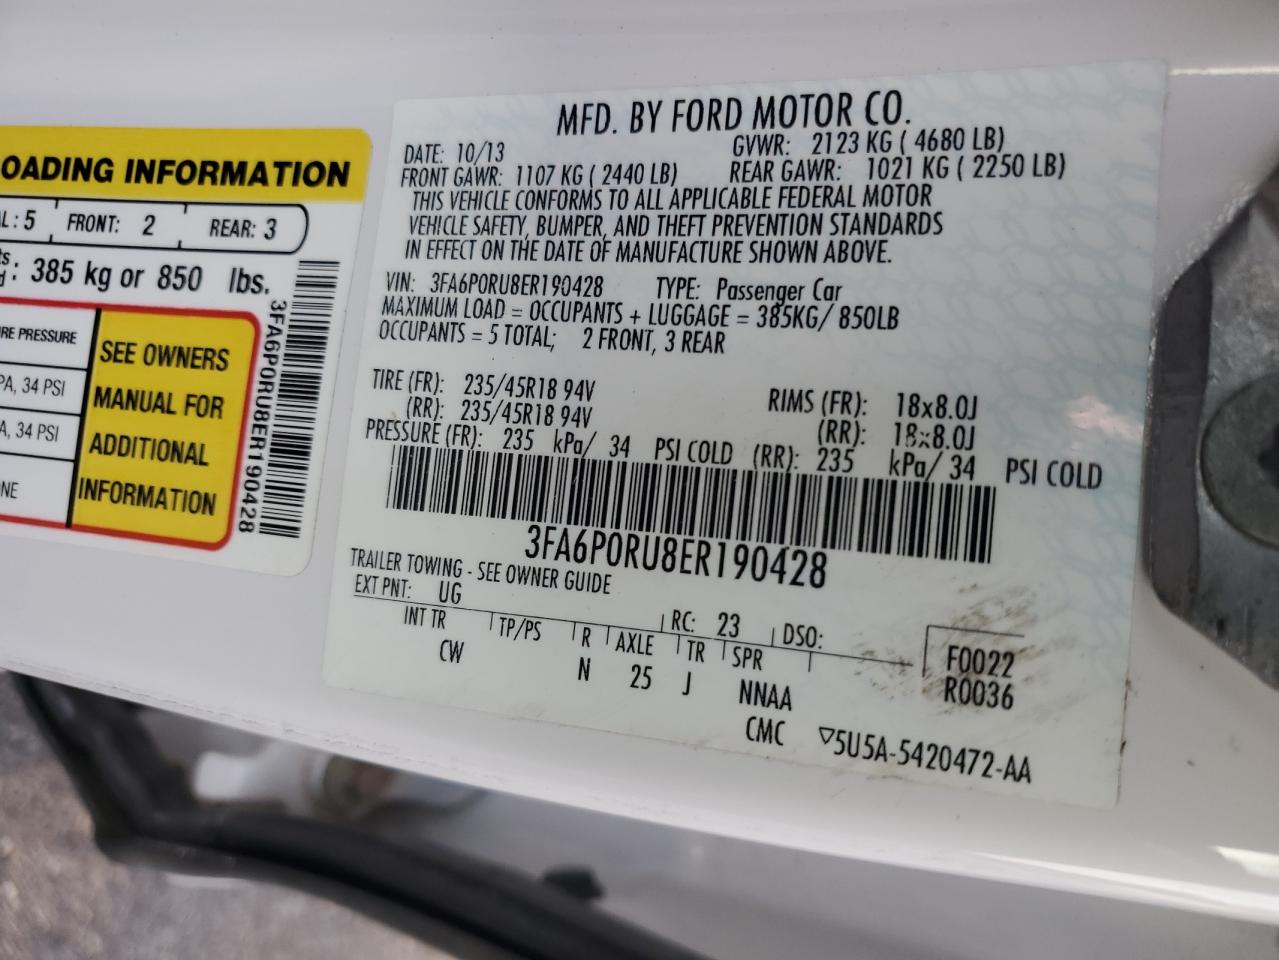 OADING INFORMATION
L: 5 FRONT: 2 REAR: 3
385 kg or 850 lbs.
RE PRESSURE
PA, 34 PSI
A, 34 PSI
NE
SEE OWNERS
MANUAL FOR
ADDITIONAL
INFORMATION
3FA6P0RU8ER190428
MFD. BY FORD MOTOR CO.
DATE: 10/13 GVWR: 2123 KG ( 4680 LB)
FRONT GAWR: 1107 KG ( 2440 LB) REAR GAWR: 1021 KG ( 2250 LB)
THIS VEHICLE CONFORMS TO ALL APPLICABLE FEDERAL MOTOR
VEHICLE SAFETY, BUMPER, AND THEFT PREVENTION STANDARDS
IN EFFECT ON THE DATE OF MANUFACTURE SHOWN ABOVE.
VIN: 3FA6P0RU8ER190428 TYPE: Passenger Car
MAXIMUM LOAD = OCCUPANTS + LUGGAGE = 385KG/ 850LB
OCCUPANTS = 5 TOTAL; 2 FRONT, 3 REAR
TIRE (FR): 235/45R18 94V RIMS (FR): 18x8.0J
(RR): 235/45R18 94V (RR): 18x8.0J
PRESSURE (FR): 235 kPa/ 34 PSI COLD (RR): 235 kPa/ 34 PSI COLD
3FA6P0RU8ER190428
TRAILER TOWING - SEE OWNER GUIDE
EXT PNT: UG RC: 23 DSO:
INT TR TP/PS R AXLE TR SPR F0022
CW N 25 J NNAA R0036
CMC ▽5U5A-5420472-AA